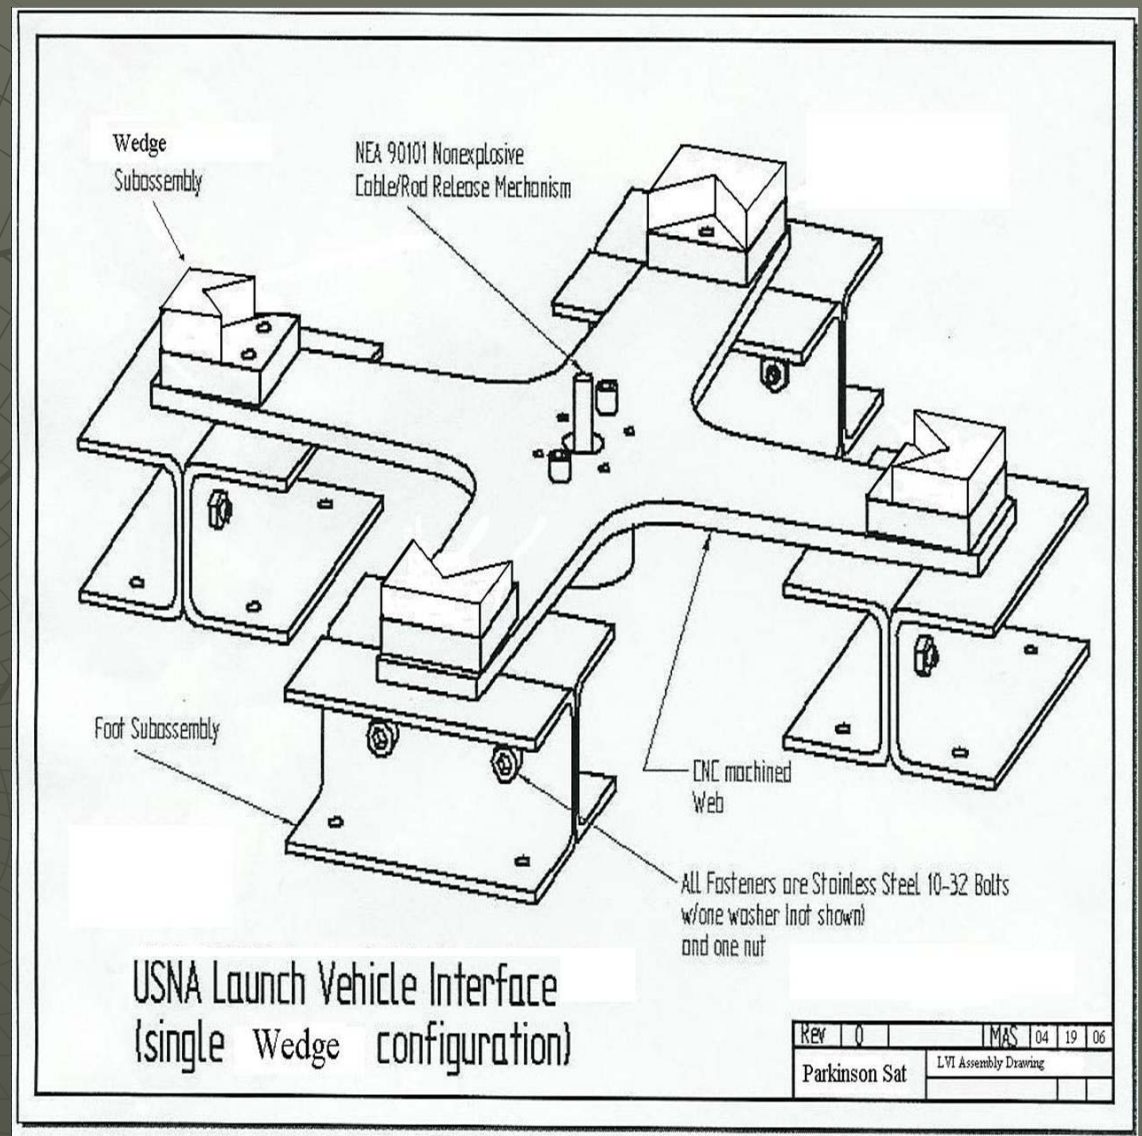 Wedge
Subassembly
NEA 90101 Nonexplosive
Cable/Rod Release Mechanism
Foot Subassembly
CNC machined
Web
All Fasteners are Stainless Steel 10-32 Bolts
w/one washer (not shown)
and one nut
USNA Launch Vehicle Interface
(single Wedge configuration)
Rev 0 MAS 04 19 06
Parkinson Sat LVI Assembly Drawing